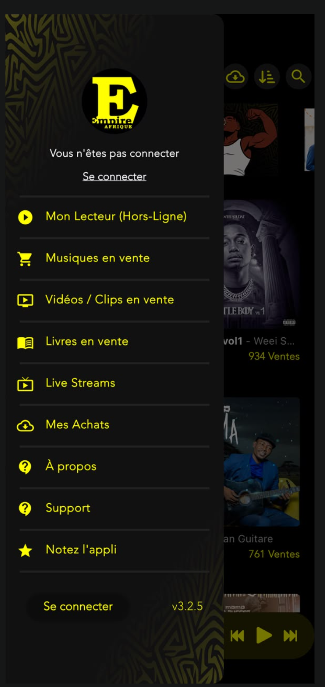 E
Empire
AFRIQUE
Vous n'êtes pas connecter
Se connecter
Mon Lecteur (Hors-Ligne)
Musiques en vente
Vidéos / Clips en vente
Livres en vente
Live Streams
Mes Achats
À propos
Support
Notez l'appli
Se connecter
v3.2.5
vol1 - Weei S...
934 Ventes
an Guitare
761 Ventes